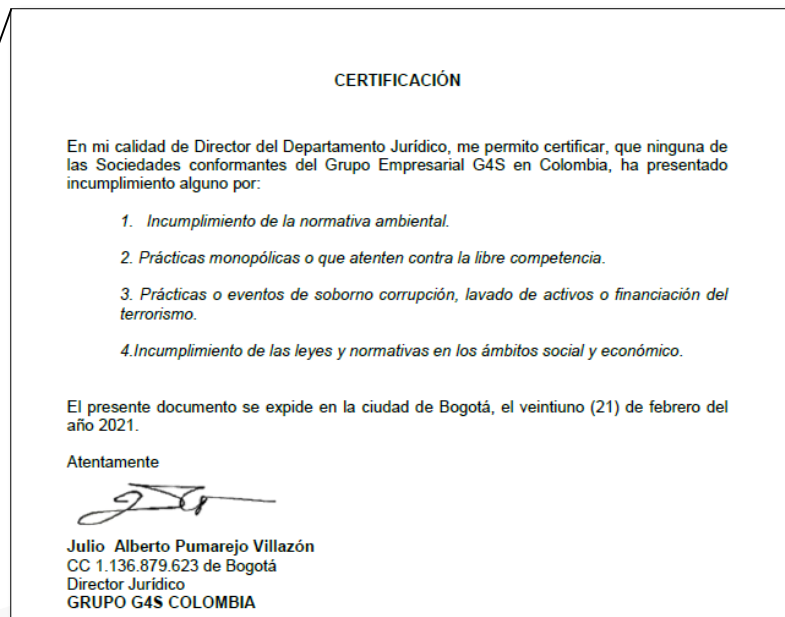 CERTIFICACIÓN
En mi calidad de Director del Departamento Jurídico, me permito certificar, que ninguna de
las Sociedades conformantes del Grupo Empresarial G4S en Colombia, ha presentado
incumplimiento alguno por:
1. Incumplimiento de la normativa ambiental.
2. Prácticas monopólicas o que atenten contra la libre competencia.
3. Prácticas o eventos de soborno corrupción, lavado de activos o financiación del
terrorismo.
4.Incumplimiento de las leyes y normativas en los ámbitos social y económico.
El presente documento se expide en la ciudad de Bogotá, el veintiuno (21) de febrero del
año 2021.
Atentamente
Julio Alberto Pumarejo Villazón
CC 1.136.879.623 de Bogotá
Director Jurídico
GRUPO G4S COLOMBIA